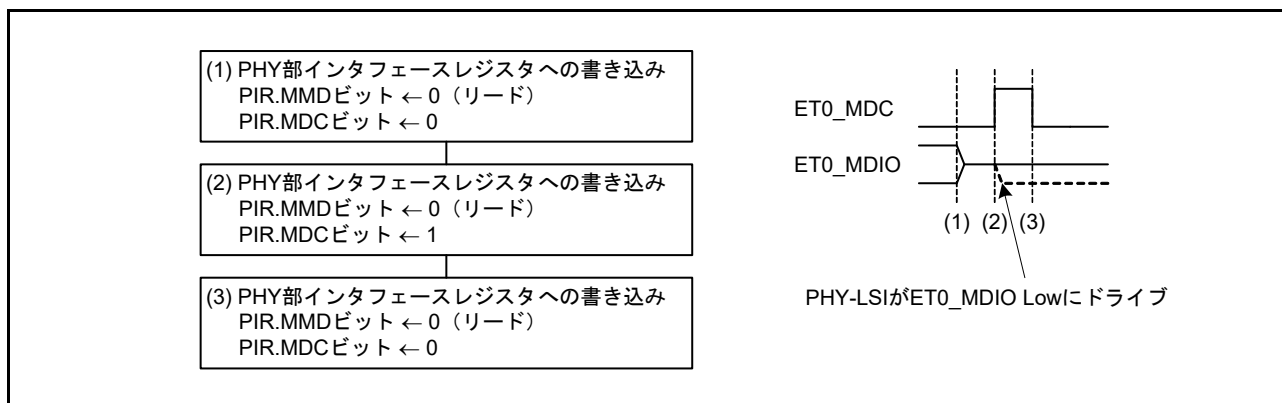 (1) PHY部インタフェースレジスタへの書き込み
PIR.MMDビット ← 0（リード）
PIR.MDCビット ← 0
(2) PHY部インタフェースレジスタへの書き込み
PIR.MMDビット ← 0（リード）
PIR.MDCビット ← 1
(3) PHY部インタフェースレジスタへの書き込み
PIR.MMDビット ← 0（リード）
PIR.MDCビット ← 0
ET0_MDC
ET0_MDIO
(1) (2) (3)
PHY-LSIがET0_MDIO Lowにドライブ